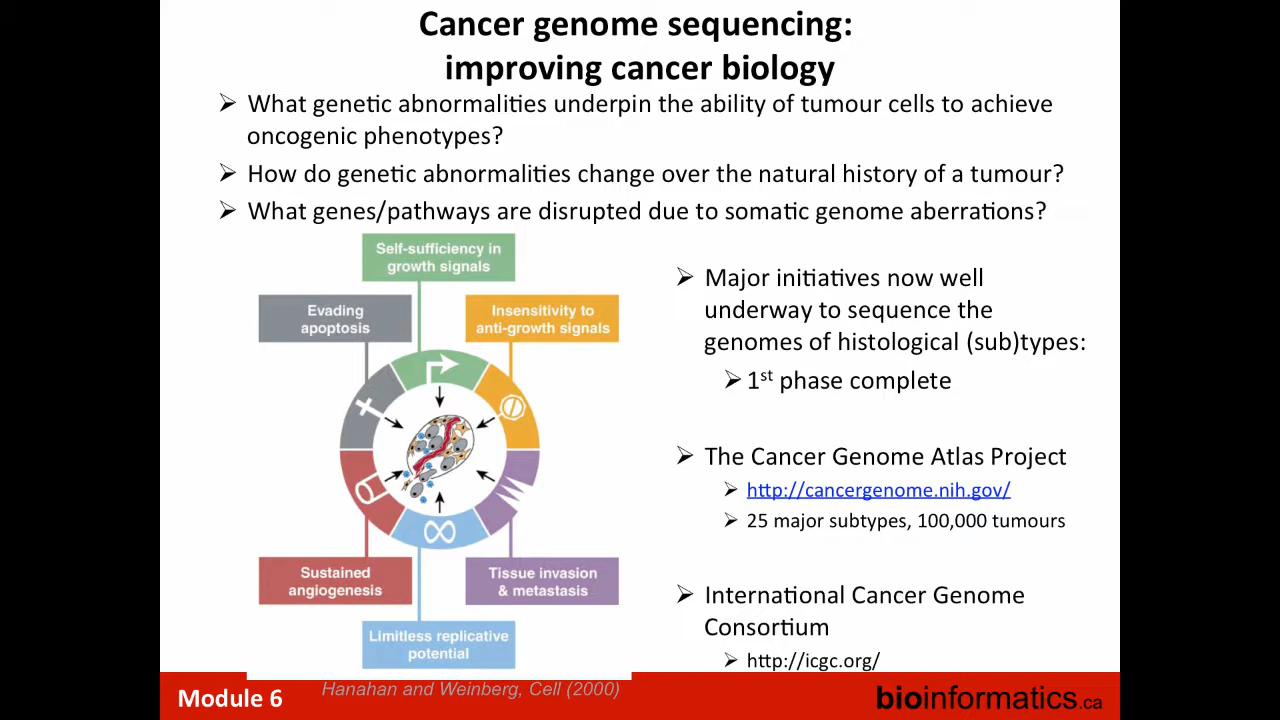 Cancer genome sequencing:
improving cancer biology
➢ What genetic abnormalities underpin the ability of tumour cells to achieve
oncogenic phenotypes?
➢ How do genetic abnormalities change over the natural history of a tumour?
➢ What genes/pathways are disrupted due to somatic genome aberrations?
Self-sufficiency in
growth signals
Evading
apoptosis
Insensitivity to
anti-growth signals
Sustained
angiogenesis
Tissue invasion
& metastasis
Limitless replicative
potential
➢ Major initiatives now well
underway to sequence the
genomes of histological (sub)types:
➢ 1st phase complete
➢ The Cancer Genome Atlas Project
➢ http://cancergenome.nih.gov/
➢ 25 major subtypes, 100,000 tumours
➢ International Cancer Genome
Consortium
➢ http://icgc.org/
Module 6
Hanahan and Weinberg, Cell (2000)
bioinformatics.ca